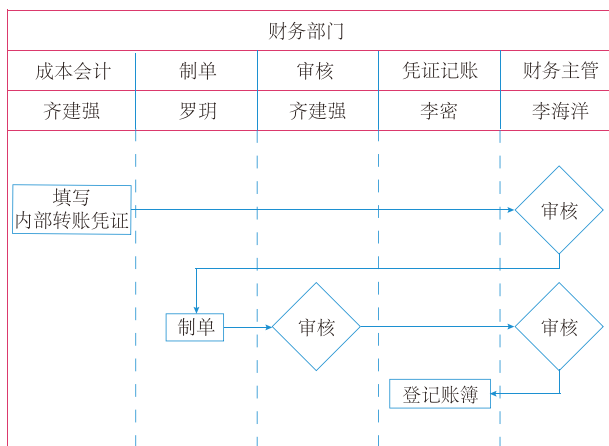 财务部门
成本会计 制单 审核 凭证记账 财务主管
齐建强 罗玥 齐建强 李密 李海洋
填写
内部转账凭证
审核
制单
审核
审核
登记账簿